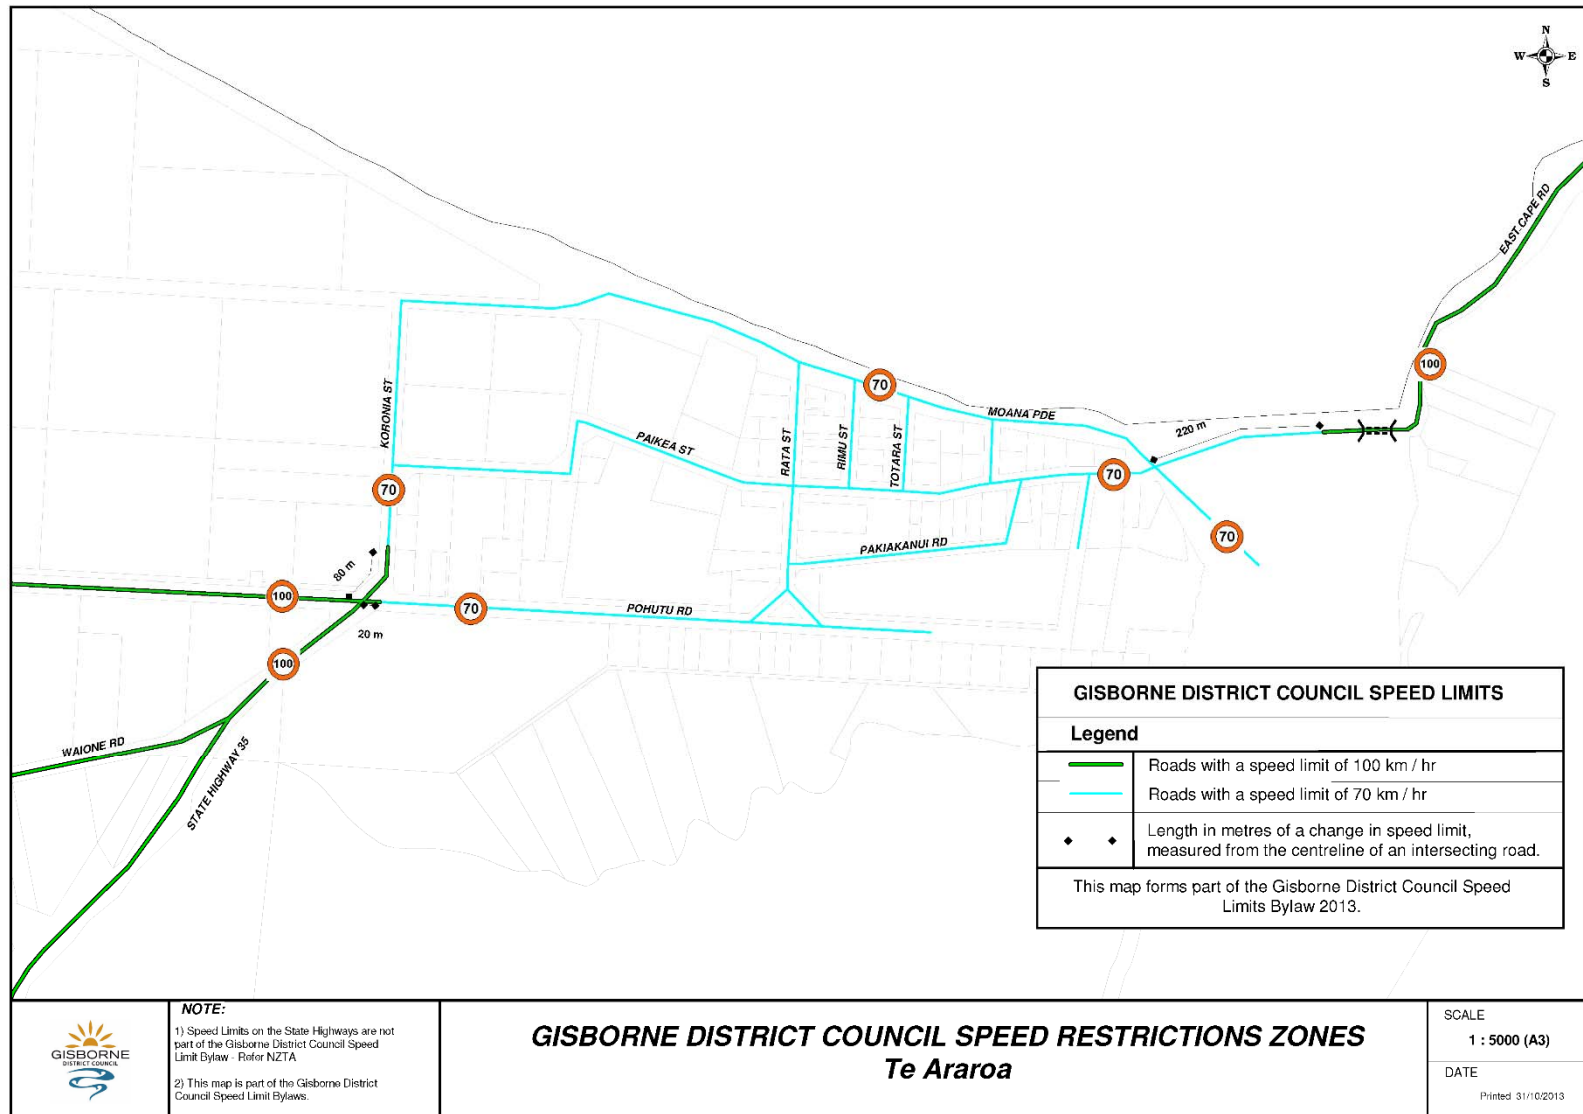 N
W E
S
EAST CAPE RD
100
KORONIA ST
70
MOANA PDE
220 m
PAIKEA ST
RATA ST
RIMU ST
TOTARA ST
70
70
PAKIAKANUI RD
70
80 m
100
70
POHUTU RD
20 m
100
WAIONE RD
STATE HIGHWAY 35
GISBORNE DISTRICT COUNCIL SPEED LIMITS
Legend
Roads with a speed limit of 100 km / hr
Roads with a speed limit of 70 km / hr
Length in metres of a change in speed limit,
measured from the centreline of an intersecting road.
This map forms part of the Gisborne District Council Speed
Limits Bylaw 2013.
GISBORNE
DISTRICT COUNCIL
NOTE:
1) Speed Limits on the State Highways are not
part of the Gisborne District Council Speed
Limit Bylaw - Refer NZTA
2) This map is part of the Gisborne District
Council Speed Limit Bylaws.
GISBORNE DISTRICT COUNCIL SPEED RESTRICTIONS ZONES
Te Araroa
SCALE
1 : 5000 (A3)
DATE
Printed 31/10/2013